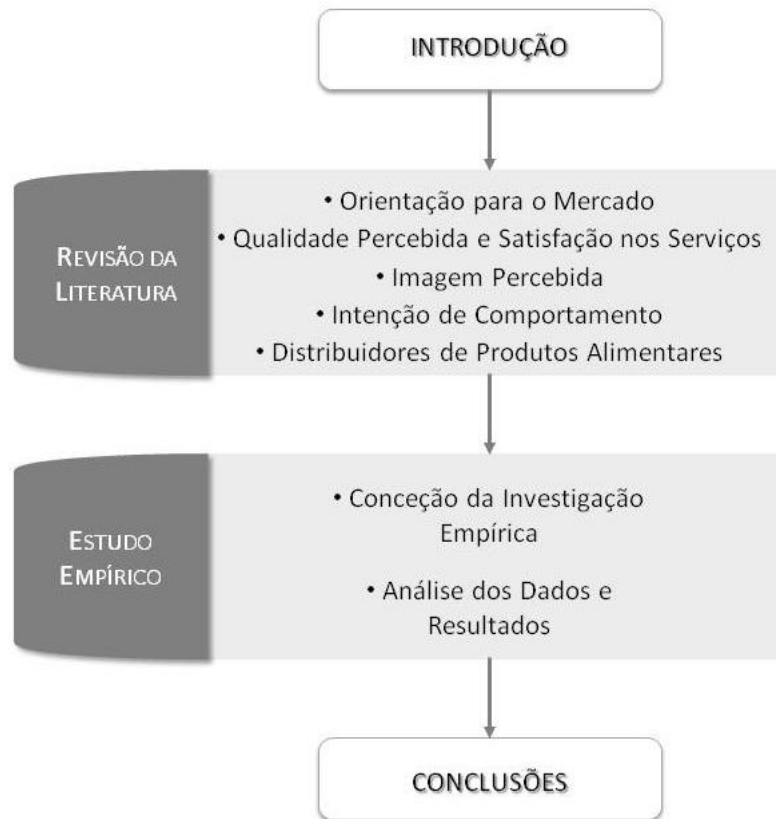 INTRODUÇÃO
REVISÃO DA
LITERATURA
• Orientação para o Mercado
• Qualidade Percebida e Satisfação nos Serviços
• Imagem Percebida
• Intenção de Comportamento
• Distribuidores de Produtos Alimentares
ESTUDO
EMPÍRICO
• Conceção da Investigação
Empírica
• Análise dos Dados e
Resultados
CONCLUSÕES